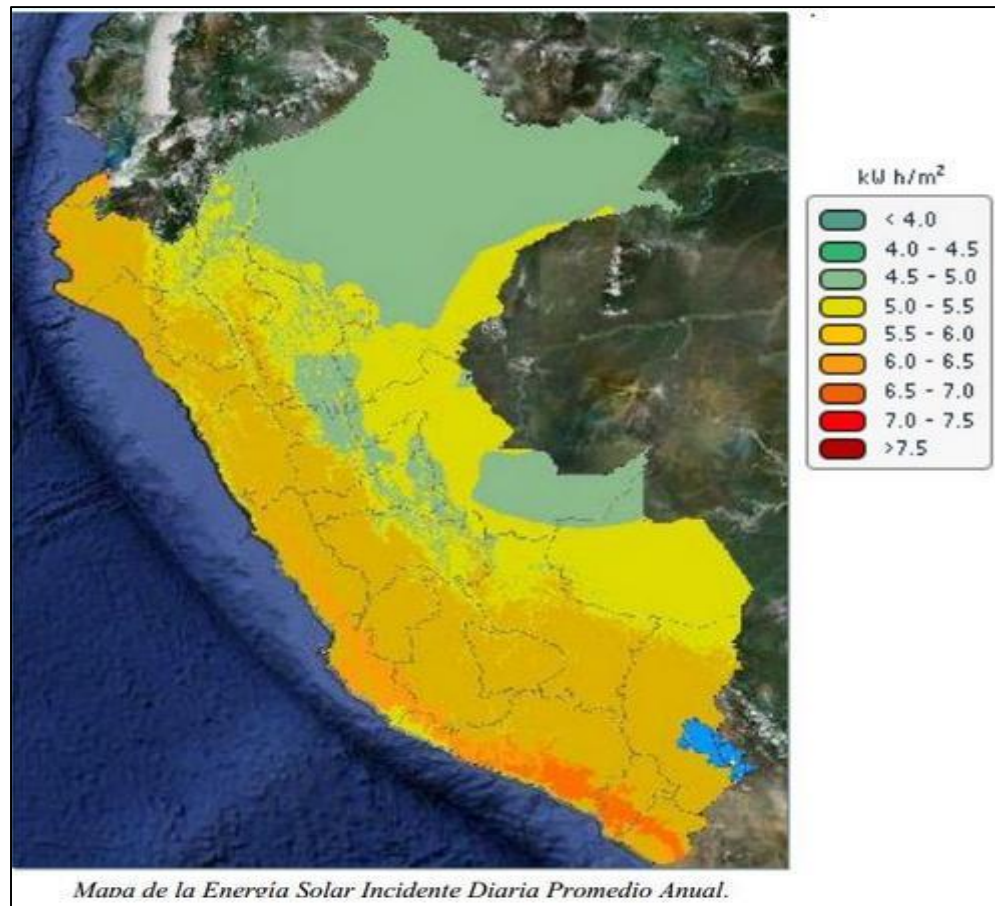 kW h/m²
< 4.0
4.0 - 4.5
4.5 - 5.0
5.0 - 5.5
5.5 - 6.0
6.0 - 6.5
6.5 - 7.0
7.0 - 7.5
>7.5
Mapa de la Energía Solar Incidente Diaria Promedio Anual.